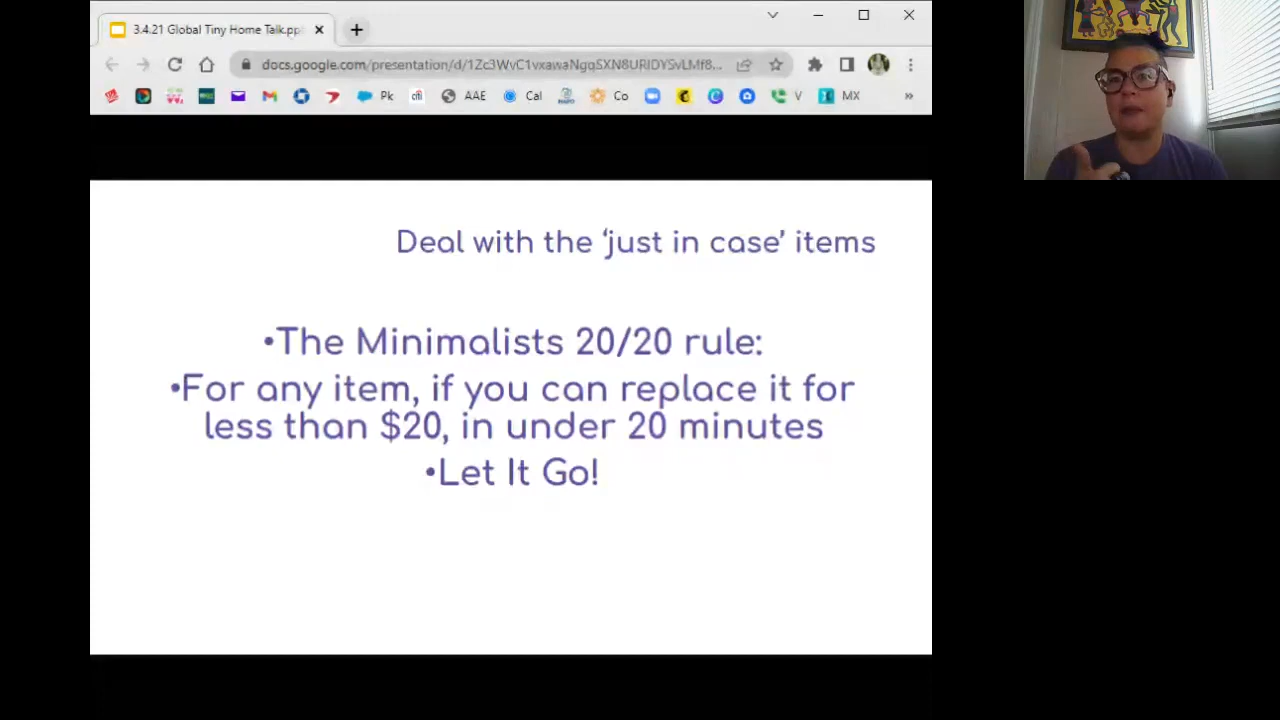 3.4.21 Global Tiny Home Talk.pp
docs.google.com/presentation/d/1Zc3WvC1vxawaNgqSXN8URIDYSvLMf8...
Pk
citi
AAE
Cal
Co
V
MX
»
Deal with the ‘just in case’ items
•The Minimalists 20/20 rule:
•For any item, if you can replace it for
less than $20, in under 20 minutes
•Let It Go!